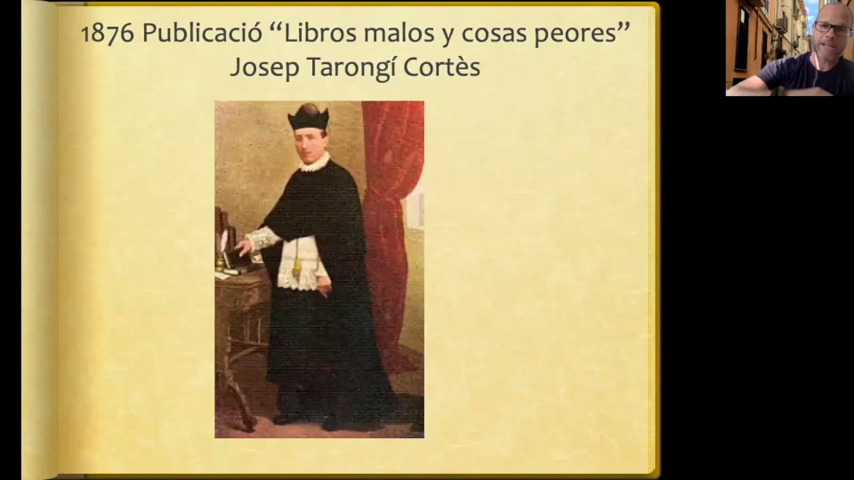 1876 Publicació “Libros malos y cosas peores”
Josep Tarongí Cortès